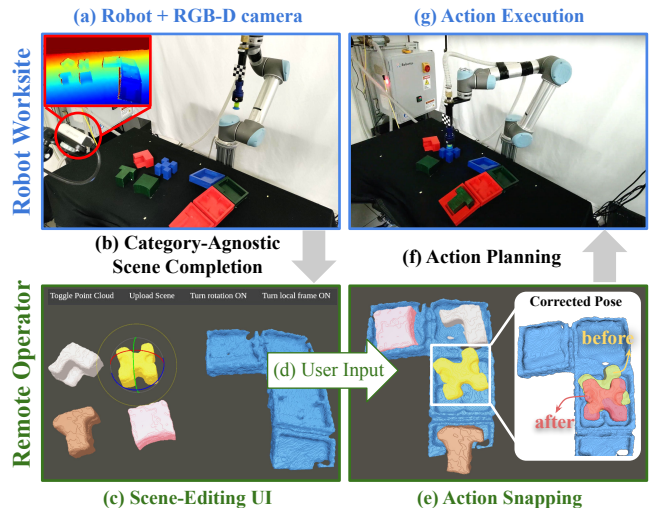 (a) Robot + RGB-D camera
(g) Action Execution
Robot Worksite
(b) Category-Agnostic
Scene Completion
(f) Action Planning
Remote Operator
Toggle Point Cloud
Upload Scene
Turn rotation ON
Turn local frame ON
(d) User Input
Corrected Pose
before
after
(c) Scene-Editing UI
(e) Action Snapping